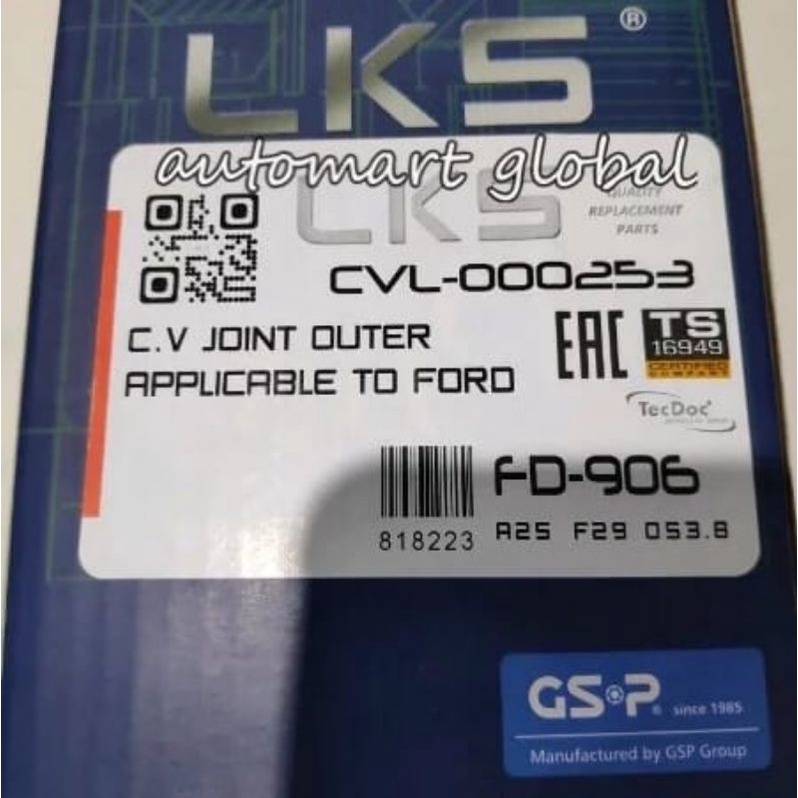 LKS®
automart global
LKS
QUALITY
REPLACEMENT
PARTS
CVL-000253
C.V JOINT OUTER
APPLICABLE TO FORD
EAC
TS
16949
CERTIFIED
COMPANY
TecDoc
FD-906
818223
A25 F29 O53.8
GSP® since 1985
Manufactured by GSP Group